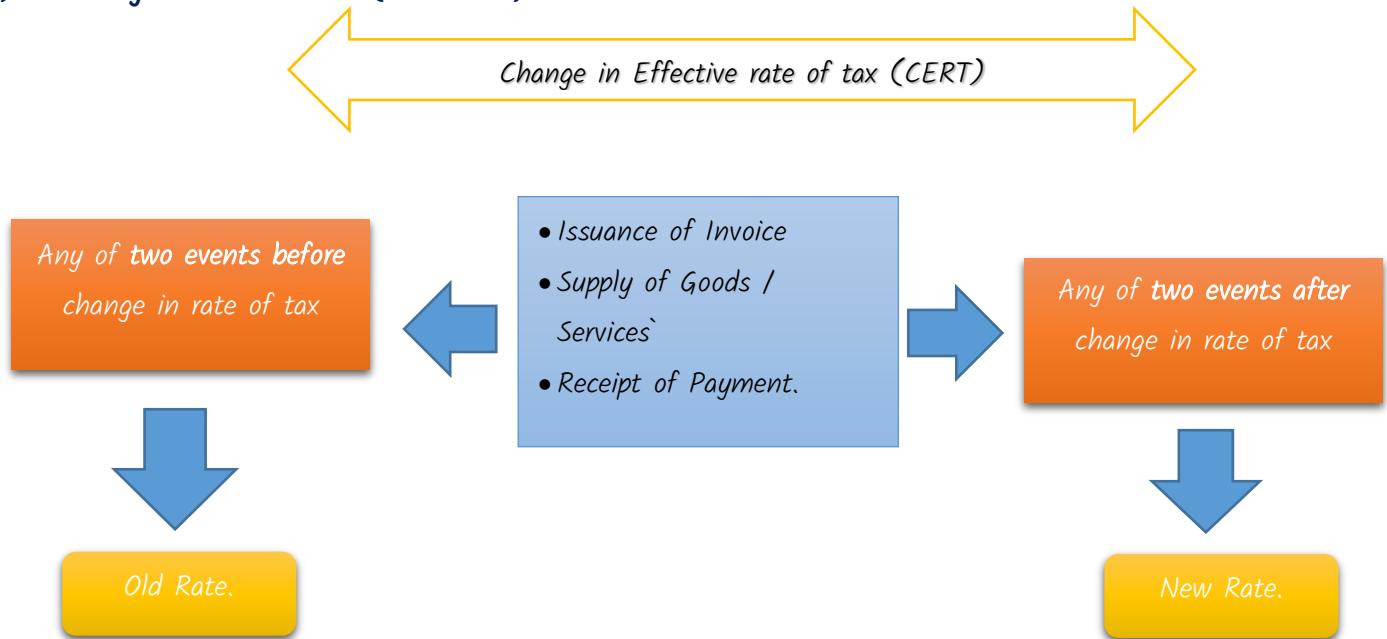 Change in Effective rate of tax (CERT)
Any of two events before
change in rate of tax
• Issuance of Invoice
• Supply of Goods /
Services`
• Receipt of Payment.
Any of two events after
change in rate of tax
Old Rate.
New Rate.